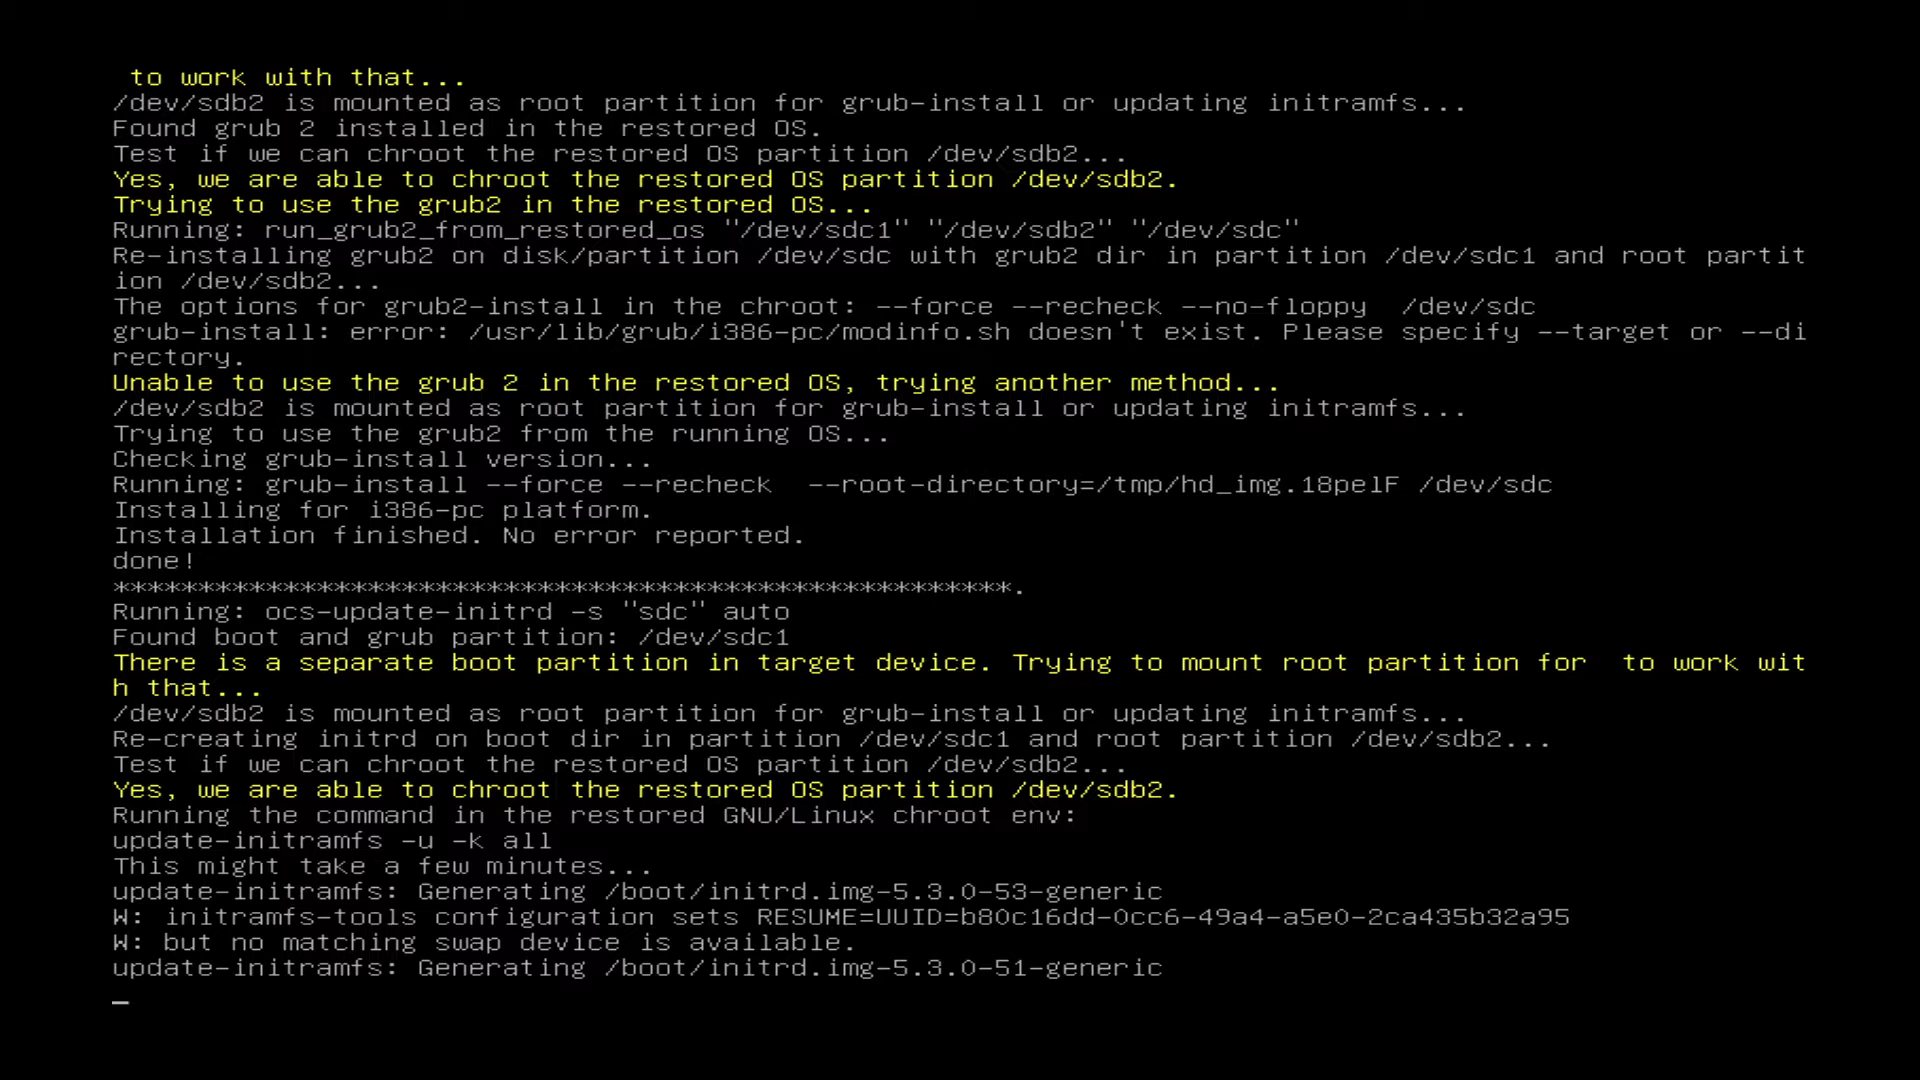 to work with that...
/dev/sdb2 is mounted as root partition for grub-install or updating initramfs...
Found grub 2 installed in the restored OS.
Test if we can chroot the restored OS partition /dev/sdb2...
Yes, we are able to chroot the restored OS partition /dev/sdb2.
Trying to use the grub2 in the restored OS...
Running: run_grub2_from_restored_os "/dev/sdc1" "/dev/sdb2" "/dev/sdc"
Re-installing grub2 on disk/partition /dev/sdc with grub2 dir in partition /dev/sdc1 and root partit
ion /dev/sdb2...
The options for grub2-install in the chroot: --force --recheck --no-floppy  /dev/sdc
grub-install: error: /usr/lib/grub/i386-pc/modinfo.sh doesn't exist. Please specify --target or --di
rectory.
Unable to use the grub 2 in the restored OS, trying another method...
/dev/sdb2 is mounted as root partition for grub-install or updating initramfs...
Trying to use the grub2 from the running OS...
Checking grub-install version...
Running: grub-install --force --recheck  --root-directory=/tmp/hd_img.18pelF /dev/sdc
Installing for i386-pc platform.
Installation finished. No error reported.
done!
*****************************************************.
Running: ocs-update-initrd -s "sdc" auto
Found boot and grub partition: /dev/sdc1
There is a separate boot partition in target device. Trying to mount root partition for  to work wit
h that...
/dev/sdb2 is mounted as root partition for grub-install or updating initramfs...
Re-creating initrd on boot dir in partition /dev/sdc1 and root partition /dev/sdb2...
Test if we can chroot the restored OS partition /dev/sdb2...
Yes, we are able to chroot the restored OS partition /dev/sdb2.
Running the command in the restored GNU/Linux chroot env:
update-initramfs -u -k all
This might take a few minutes...
update-initramfs: Generating /boot/initrd.img-5.3.0-53-generic
W: initramfs-tools configuration sets RESUME=UUID=b80c16dd-0cc6-49a4-a5e0-2ca435b32a95
W: but no matching swap device is available.
update-initramfs: Generating /boot/initrd.img-5.3.0-51-generic
_